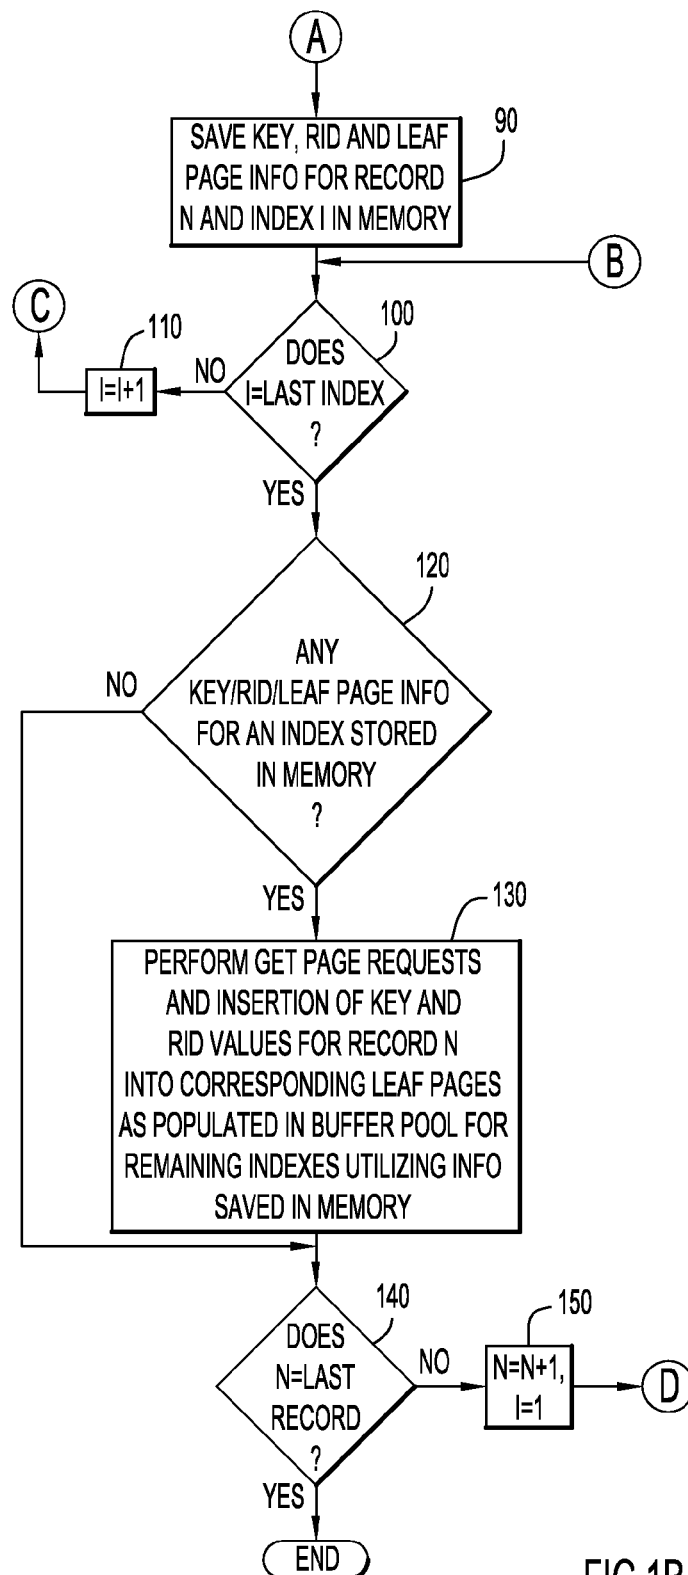 A
SAVE KEY, RID AND LEAF
PAGE INFO FOR RECORD
N AND INDEX I IN MEMORY
90
B
C
110
I=I+1
NO
100
DOES
I=LAST INDEX
?
YES
120
ANY
KEY/RID/LEAF PAGE INFO
FOR AN INDEX STORED
IN MEMORY
?
NO
YES
130
PERFORM GET PAGE REQUESTS
AND INSERTION OF KEY AND
RID VALUES FOR RECORD N
INTO CORRESPONDING LEAF PAGES
AS POPULATED IN BUFFER POOL FOR
REMAINING INDEXES UTILIZING INFO
SAVED IN MEMORY
140
DOES
N=LAST
RECORD
?
NO
150
N=N+1,
I=1
D
YES
END
FIG.1B